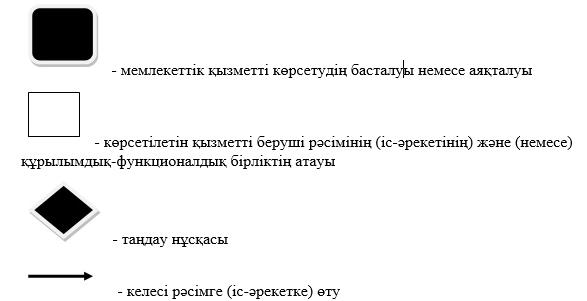 - мемлекеттік қызметті көрсетудің басталуы немесе аяқталуы
- көрсетілетін қызметті беруші рәсімінің (іс-әрекетінің) және (немесе)
құрылымдық-функционалдық бірліктің атауы
- таңдау нұсқасы
- келесі рәсімге (іс-әрекетке) өту